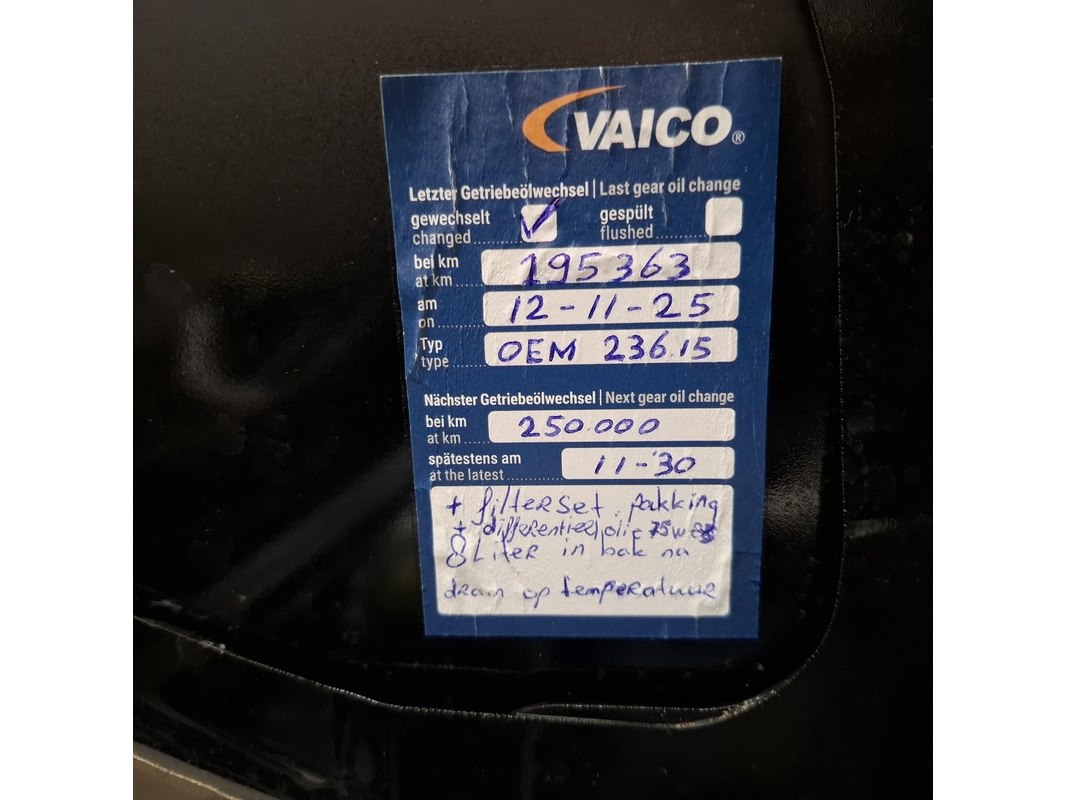 VAICO®
Letzter Getriebeölwechsel | Last gear oil change
gewechselt
changed
gespült
flushed
bei km
at km
195363
am
on
12-11-25
Typ
type
OEM 236.15
Nächster Getriebeölwechsel | Next gear oil change
bei km
at km
250.000
spätestens am
at the latest
11-'30
+ filterset. pakking
+ differentieel olie 75w
8 Liter in bak na
drain op temperatuur